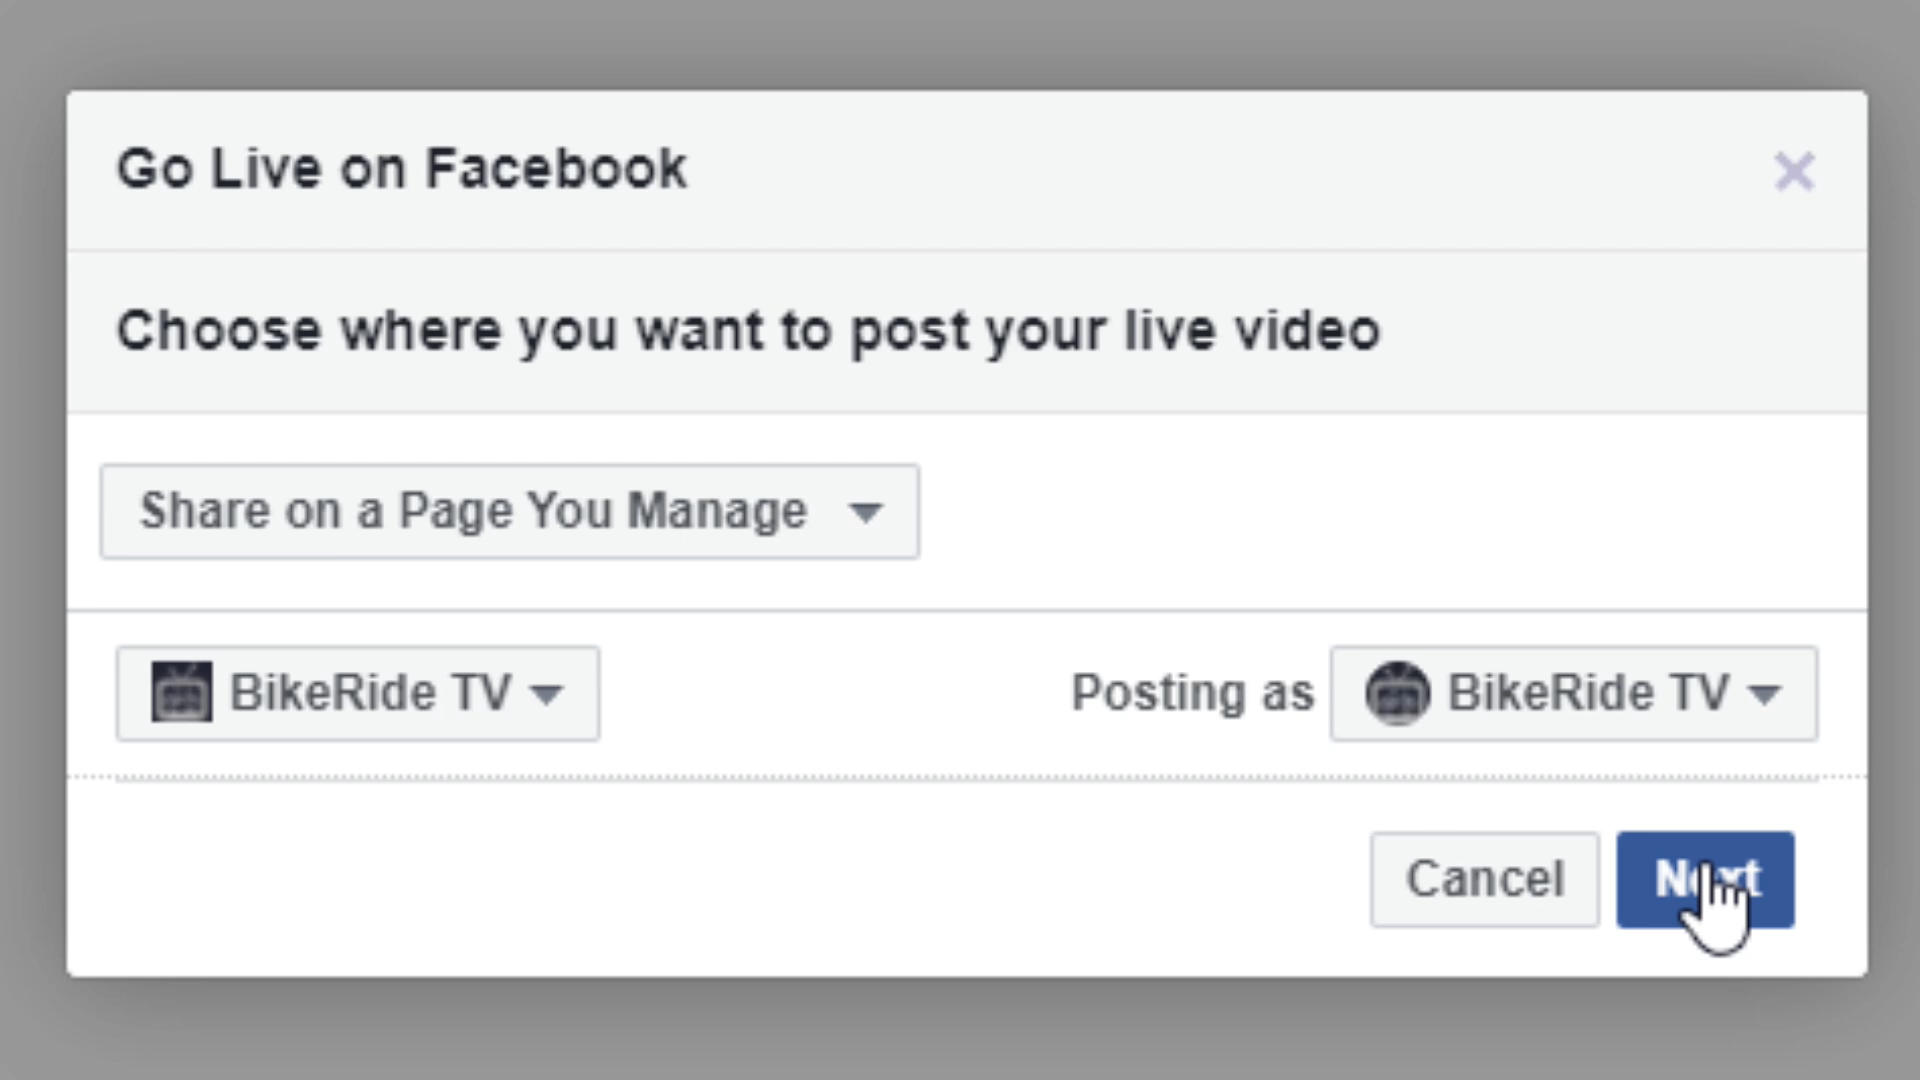 Go Live on Facebook
Choose where you want to post your live video
Share on a Page You Manage
BikeRide TV Posting as BikeRide TV
Cancel Next